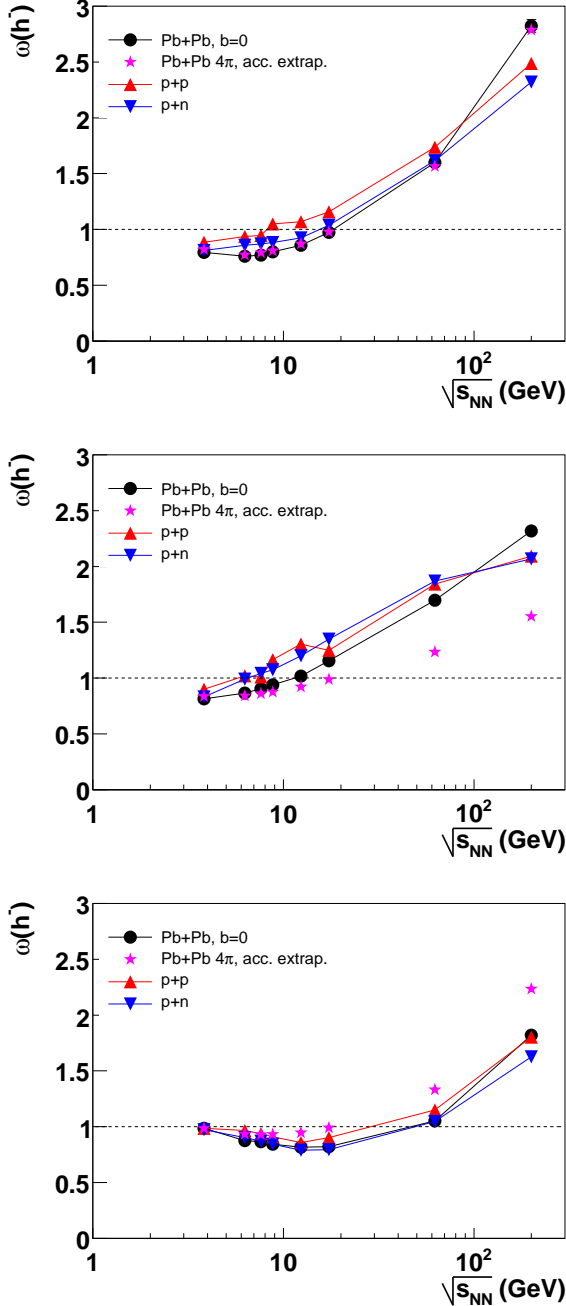 ω(h⁻)
3
2.5
2
1.5
1
0.5
0
Pb+Pb, b=0
Pb+Pb 4π, acc. extrap.
p+p
p+n
1 10 10²
√s_NN (GeV)
ω(h⁻)
3
2.5
2
1.5
1
0.5
0
Pb+Pb, b=0
Pb+Pb 4π, acc. extrap.
p+p
p+n
1 10 10²
√s_NN (GeV)
ω(h⁻)
3
2.5
2
1.5
1
0.5
0
Pb+Pb, b=0
Pb+Pb 4π, acc. extrap.
p+p
p+n
1 10 10²
√s_NN (GeV)